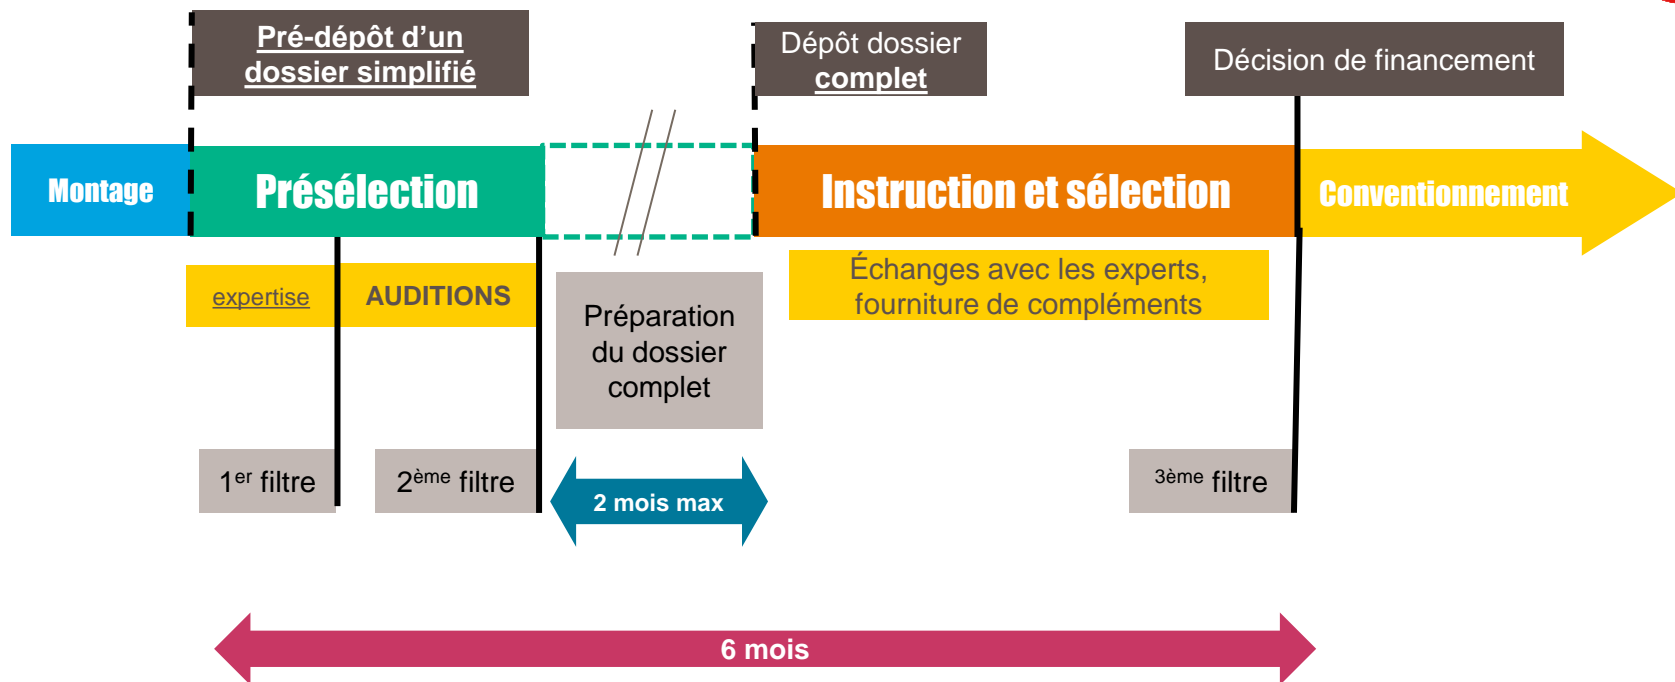 Pré-dépôt d’un
dossier simplifié
Dépôt dossier
complet
Décision de financement
Montage
Présélection
Instruction et sélection
Conventionnement
expertise
AUDITIONS
Échanges avec les experts,
fourniture de compléments
Préparation
du dossier
complet
1er filtre
2ème filtre
2 mois max
3ème filtre
6 mois